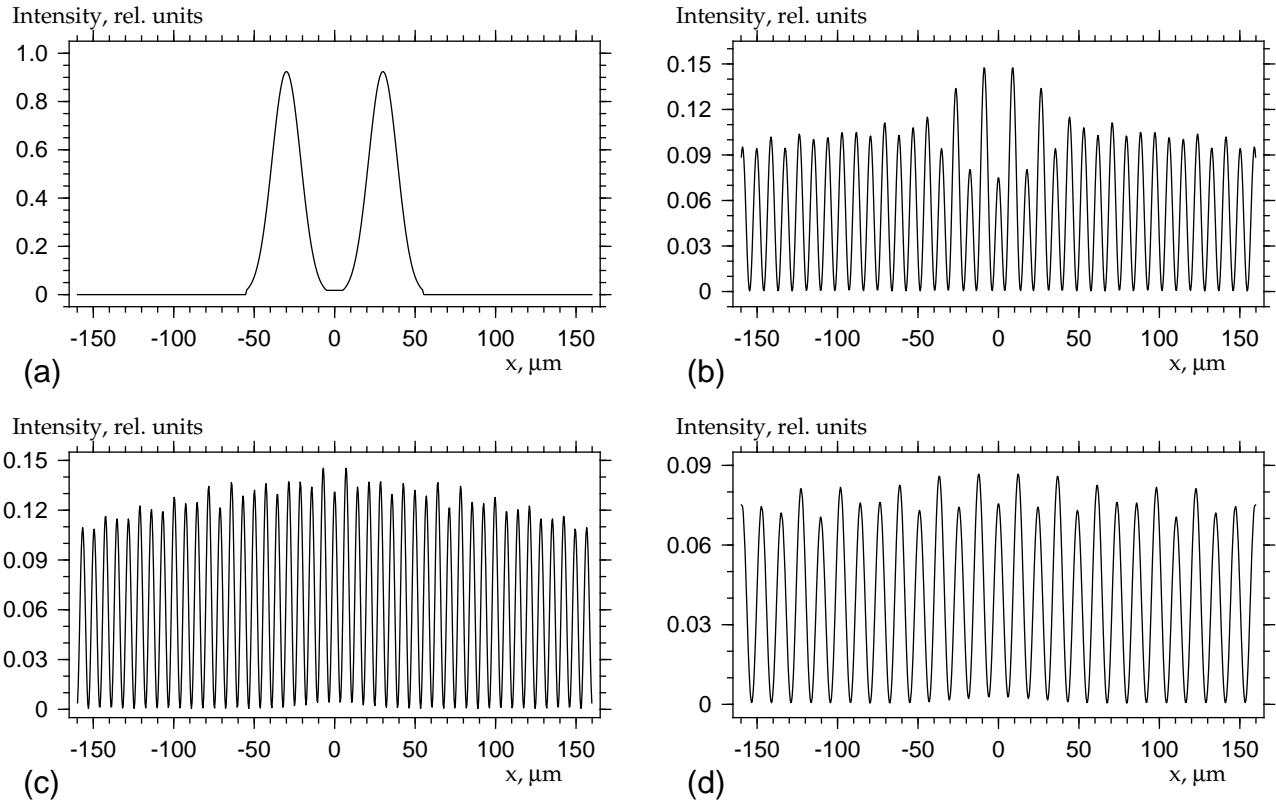 Intensity, rel. units
1.0
0.8
0.6
0.4
0.2
0
-150 -100 -50 0 50 100 150
x, μm
(a)
Intensity, rel. units
0.15
0.12
0.09
0.06
0.03
0
-150 -100 -50 0 50 100 150
x, μm
(b)
Intensity, rel. units
0.15
0.12
0.09
0.06
0.03
0
-150 -100 -50 0 50 100 150
x, μm
(c)
Intensity, rel. units
0.09
0.06
0.03
0
-150 -100 -50 0 50 100 150
x, μm
(d)